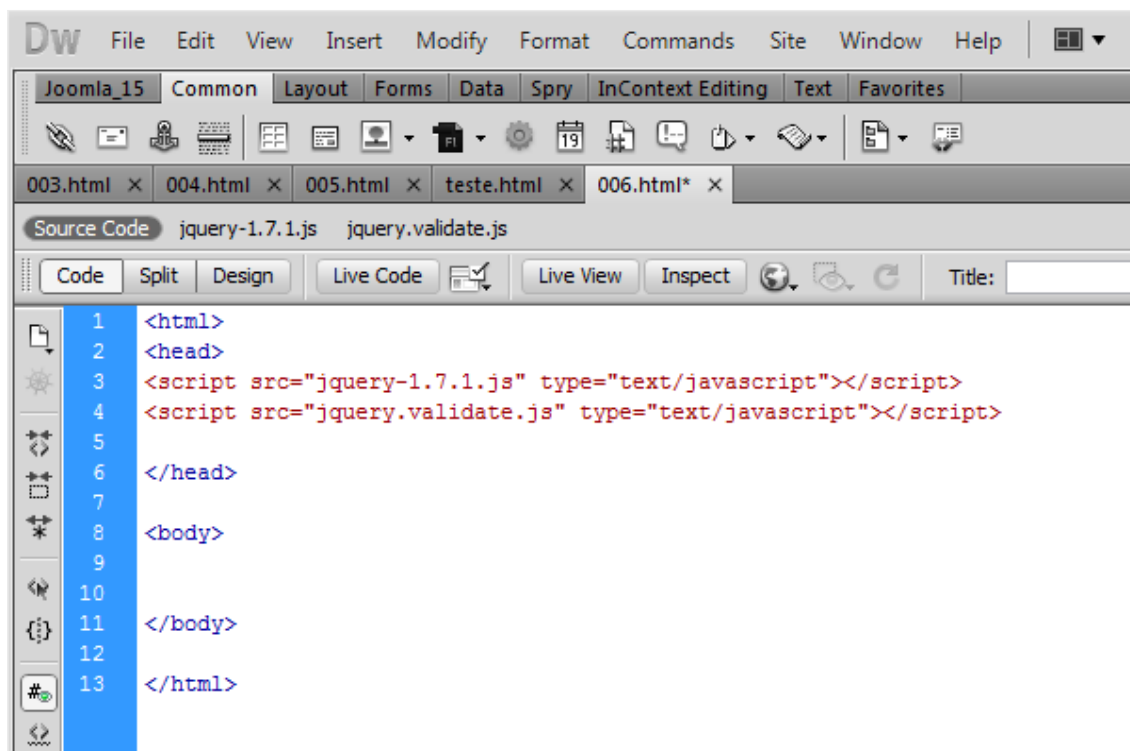 Dw File Edit View Insert Modify Format Commands Site Window Help
Joomla_15 Common Layout Forms Data Spry InContext Editing Text Favorites
19
003.html × 004.html × 005.html × teste.html × 006.html* ×
Source Code jquery-1.7.1.js jquery.validate.js
Code Split Design Live Code Live View Inspect Title:
1 <html>
2 <head>
3 <script src="jquery-1.7.1.js" type="text/javascript"></script>
4 <script src="jquery.validate.js" type="text/javascript"></script>
5
6 </head>
7
8 <body>
9
10
11 </body>
12
13 </html>